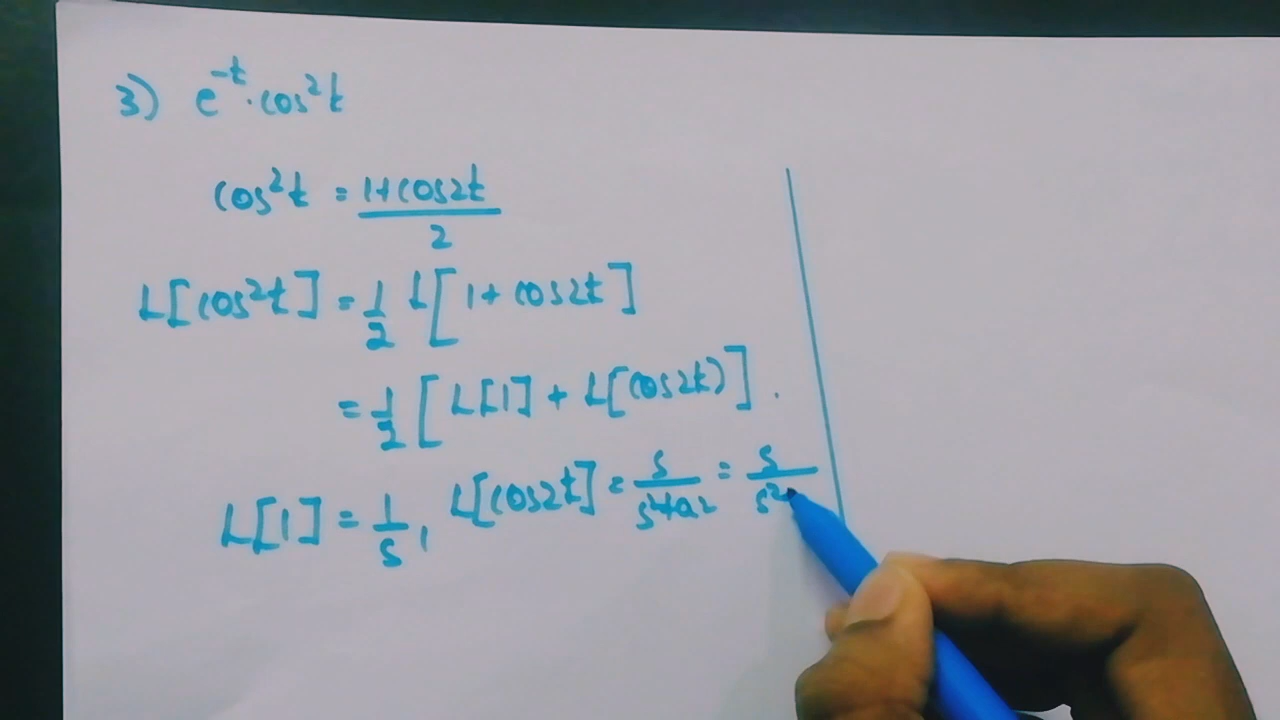 3) e^-t . cos²t
cos²t = 1+cos2t / 2
L[cos²t] = 1/2 L[1 + cos2t]
= 1/2 [L[1] + L[cos2t)].
L[1] = 1/s, L[cos2t] = s/s²+a² = s/s²+